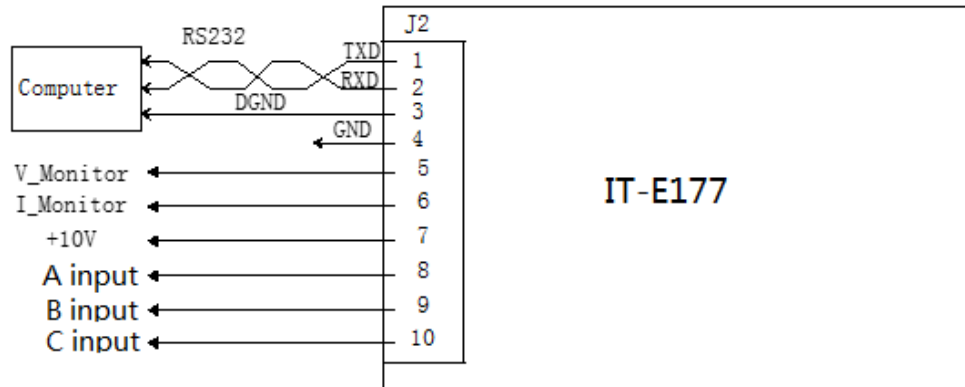 J2
RS232
TXD
1
Computer
RXD
2
DGND
3
GND
4
V_Monitor
5
I_Monitor
6
IT-E177
+10V
7
A input
8
B input
9
C input
10